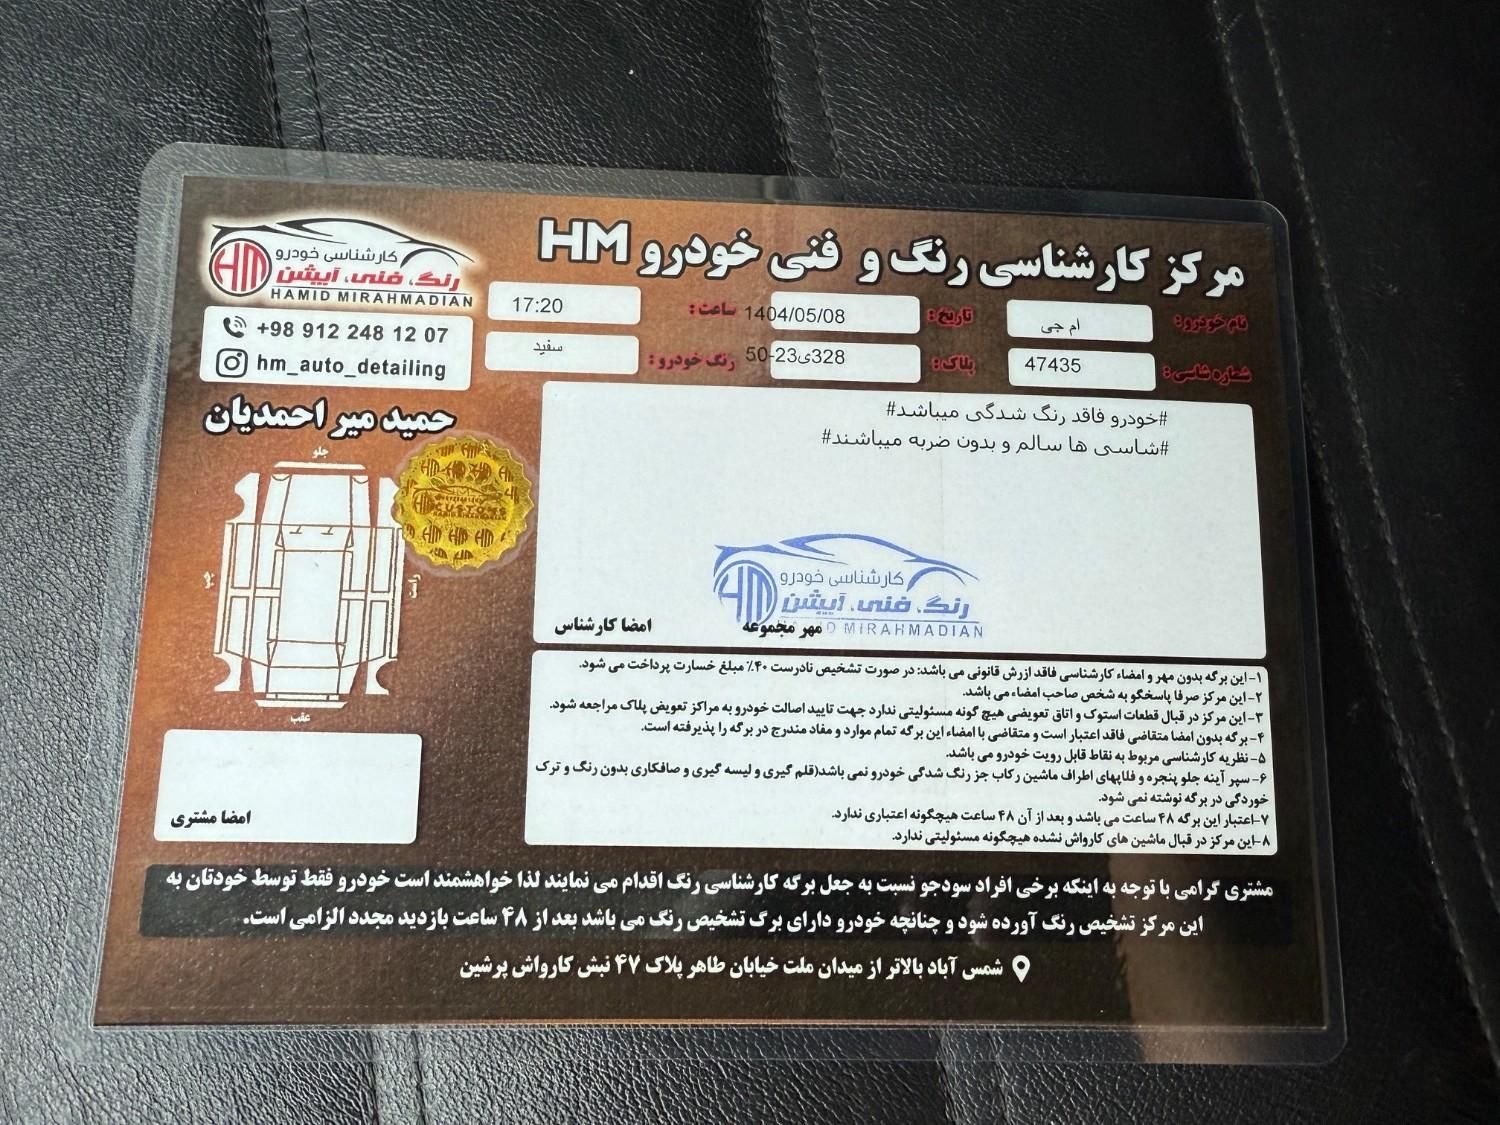 مرکز کارشناسی رنگ و فنی خودرو HM
کارشناسی خودرو
رنگ، فنی، آپشن
HM
HAMID MIRAHMADIAN
+98 912 248 12 07
hm_auto_detailing
حمید میر احمدیان
نام خودرو: ام جی
تاریخ: 1404/05/08
ساعت: 17:20
شماره شاسی: 47435
پلاک: 50-23ی328
رنگ خودرو: سفید
#خودرو فاقد رنگ شدگی میباشد#
#شاسی ها سالم و بدون ضربه میباشند#
جلو
راست
چپ
عقب
CUSTOMS
کارشناسی خودرو
HM رنگ، فنی، آپشن
HAMID MIRAHMADIAN
مهر مجموعه
امضا کارشناس
۱-این برگه بدون مهر و امضاء کارشناسی فاقد ازرش قانونی می باشد: در صورت تشخیص نادرست ۴۰٪ مبلغ خسارت پرداخت می شود.
۲-این مرکز صرفا پاسخگو به شخص صاحب امضاء می باشد.
۳-این مرکز در قبال قطعات استوک و اتاق تعویضی هیچ گونه مسئولیتی ندارد جهت تایید اصالت خودرو به مراکز تعویض پلاک مراجعه شود.
۴- برگه بدون امضا متقاضی فاقد اعتبار است و متقاضی با امضاء این برگه تمام موارد و مفاد مندرج در برگه را پذیرفته است.
۵- نظریه کارشناسی مربوط به نقاط قابل رویت خودرو می باشد.
۶- سپر آینه جلو پنجره و فلاپهای اطراف ماشین رکاب جز رنگ شدگی خودرو نمی باشد(قلم گیری و لیسه گیری و صافکاری بدون رنگ و ترک
خوردگی در برگه نوشته نمی شود.
۷-اعتبار این برگه ۴۸ ساعت می باشد و بعد از آن ۴۸ ساعت هیچگونه اعتباری ندارد.
۸-این مرکز در قبال ماشین های کارواش نشده هیچگونه مسئولیتی ندارد.
امضا مشتری
مشتری گرامی با توجه به اینکه برخی افراد سودجو نسبت به جعل برگه کارشناسی رنگ اقدام می نمایند لذا خواهشمند است خودرو فقط توسط خودتان به
این مرکز تشخیص رنگ آورده شود و چنانچه خودرو دارای برگ تشخیص رنگ می باشد بعد از ۴۸ ساعت بازدید مجدد الزامی است.
شمس آباد بالاتر از میدان ملت خیابان طاهر پلاک ۴۷ نبش کارواش پرشین